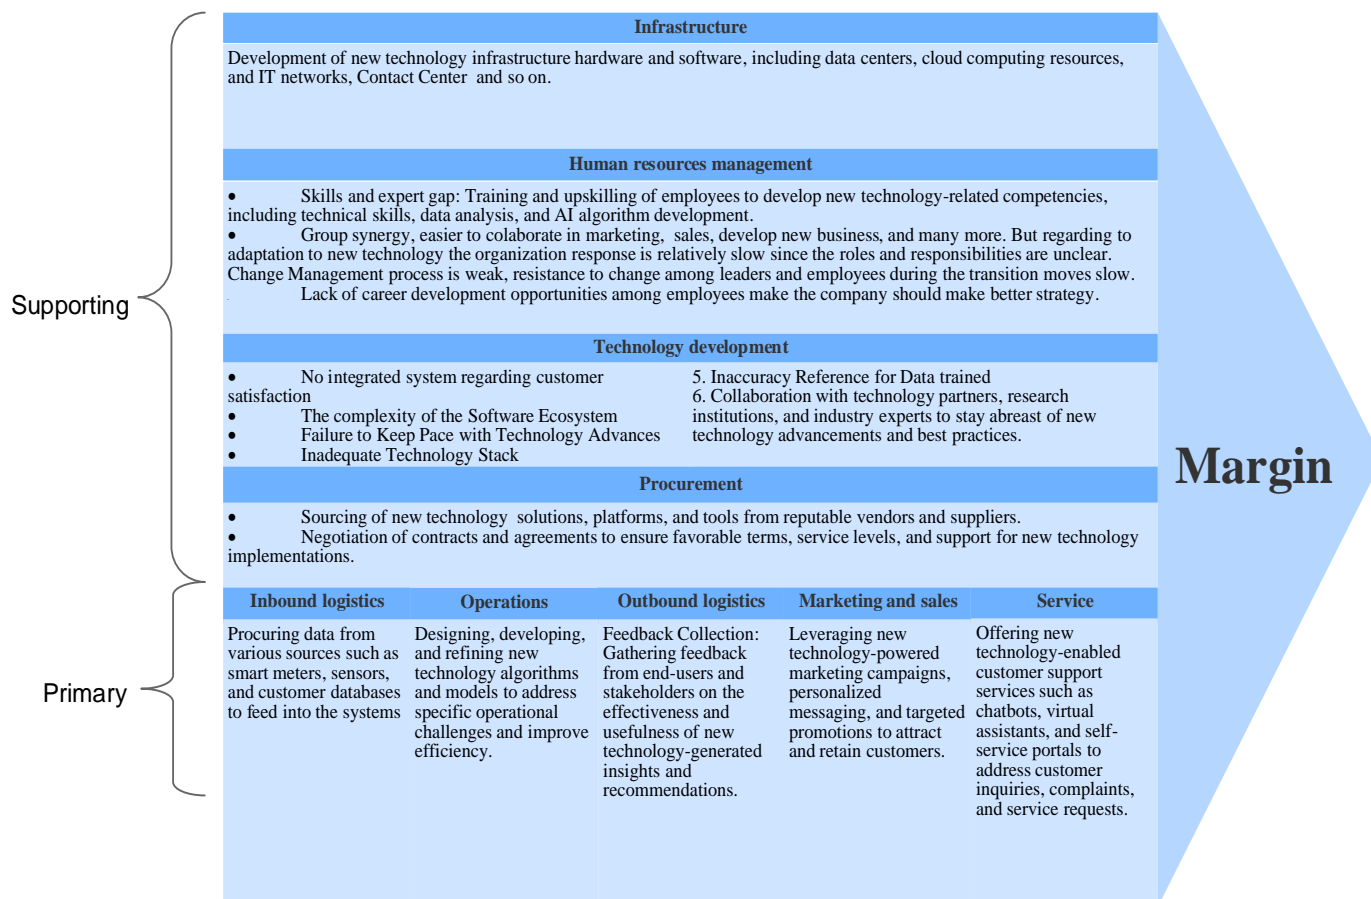 Infrastructure
Development of new technology infrastructure hardware and software, including data centers, cloud computing resources,
and IT networks, Contact Center and so on.
Human resources management
• Skills and expert gap: Training and upskilling of employees to develop new technology-related competencies,
including technical skills, data analysis, and AI algorithm development.
• Group synergy, easier to colaborate in marketing, sales, develop new business, and many more. But regarding to
adaptation to new technology the organization response is relatively slow since the roles and responsibilities are unclear.
Change Management process is weak, resistance to change among leaders and employees during the transition moves slow.
. Lack of career development opportunities among employees make the company should make better strategy.
Supporting
Technology development
• No integrated system regarding customer
satisfaction
• The complexity of the Software Ecosystem
• Failure to Keep Pace with Technology Advances
• Inadequate Technology Stack
5. Inaccuracy Reference for Data trained
6. Collaboration with technology partners, research
institutions, and industry experts to stay abreast of new
technology advancements and best practices.
Margin
Procurement
• Sourcing of new technology solutions, platforms, and tools from reputable vendors and suppliers.
• Negotiation of contracts and agreements to ensure favorable terms, service levels, and support for new technology
implementations.
Primary
Inbound logistics
Procuring data from
various sources such as
smart meters, sensors,
and customer databases
to feed into the systems
Operations
Designing, developing,
and refining new
technology algorithms
and models to address
specific operational
challenges and improve
efficiency.
Outbound logistics
Feedback Collection:
Gathering feedback
from end-users and
stakeholders on the
effectiveness and
usefulness of new
technology-generated
insights and
recommendations.
Marketing and sales
Leveraging new
technology-powered
marketing campaigns,
personalized
messaging, and targeted
promotions to attract
and retain customers.
Service
Offering new
technology-enabled
customer support
services such as
chatbots, virtual
assistants, and self-
service portals to
address customer
inquiries, complaints,
and service requests.